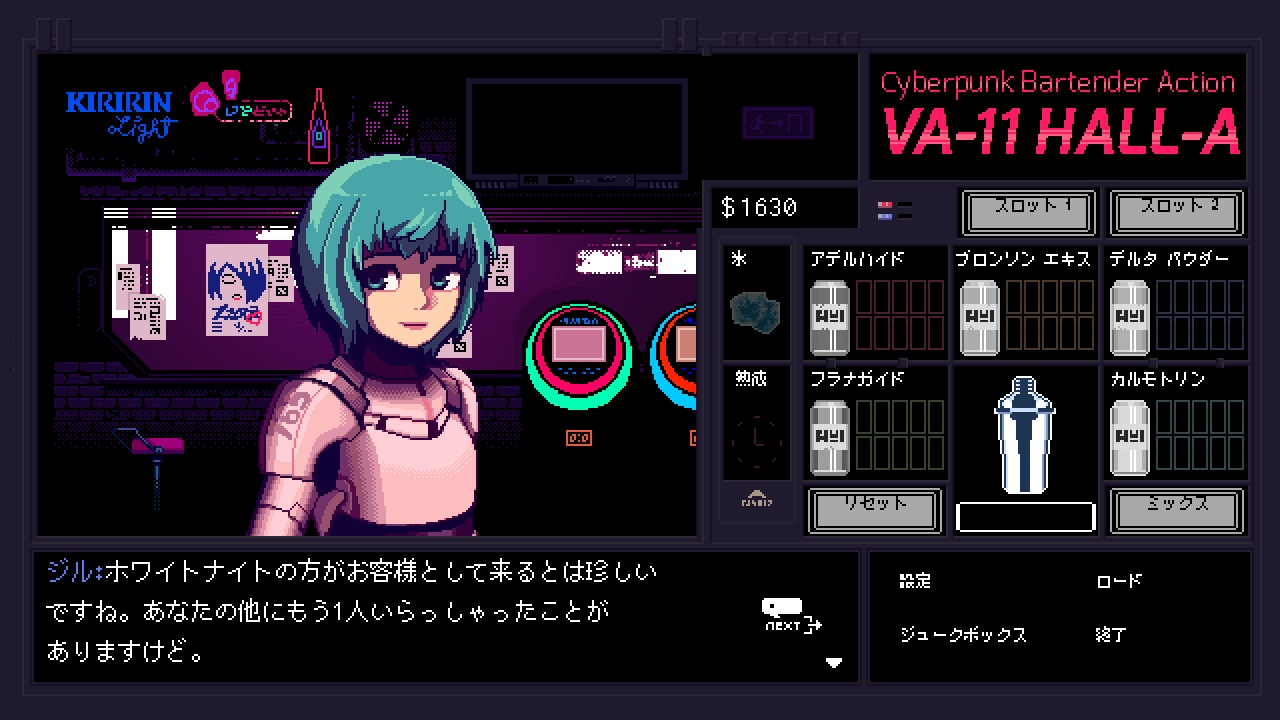 KIRIRIN
Light
Cyberpunk Bartender Action
VA-11 HALL-A
$1630
スロット 1
スロット 2
氷
アデルハイド
ブロンソン エキス
デルタ パウダー
熟成
フラナガイド
カルモトリン
リセット
ミックス
769
ジル:ホワイトナイトの方がお客様として来るとは珍しい
ですね。あなたの他にもう1人いらっしゃったことが
ありますけど。
NEXT
設定
ロード
ジュークボックス
終了